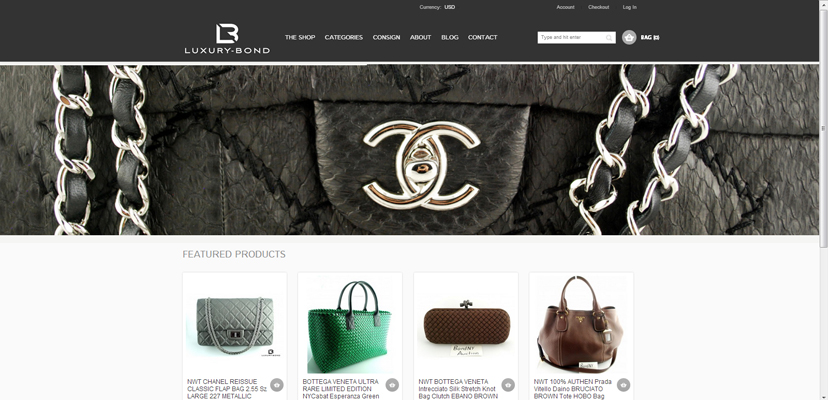 Currency: USD
Account Checkout Log In
LUXURY-BOND
THE SHOP CATEGORIES CONSIGN ABOUT BLOG CONTACT
Type and hit enter
BAG (0)
FEATURED PRODUCTS
LUXURY-BOND
NWT CHANEL REISSUE
CLASSIC FLAP BAG 2.55 Sz
LARGE 227 METALLIC
BOTTEGA VENETA ULTRA
RARE LIMITED EDITION
NYCabat Esperanza Green
NWT BOTTEGA VENETA
Intrecciato Silk Stretch Knot
Bag Clutch EBANO BROWN
NWT 100% AUTHEN Prada
Vitello Daino BRUCIATO
BROWN Tote HOBO Bag